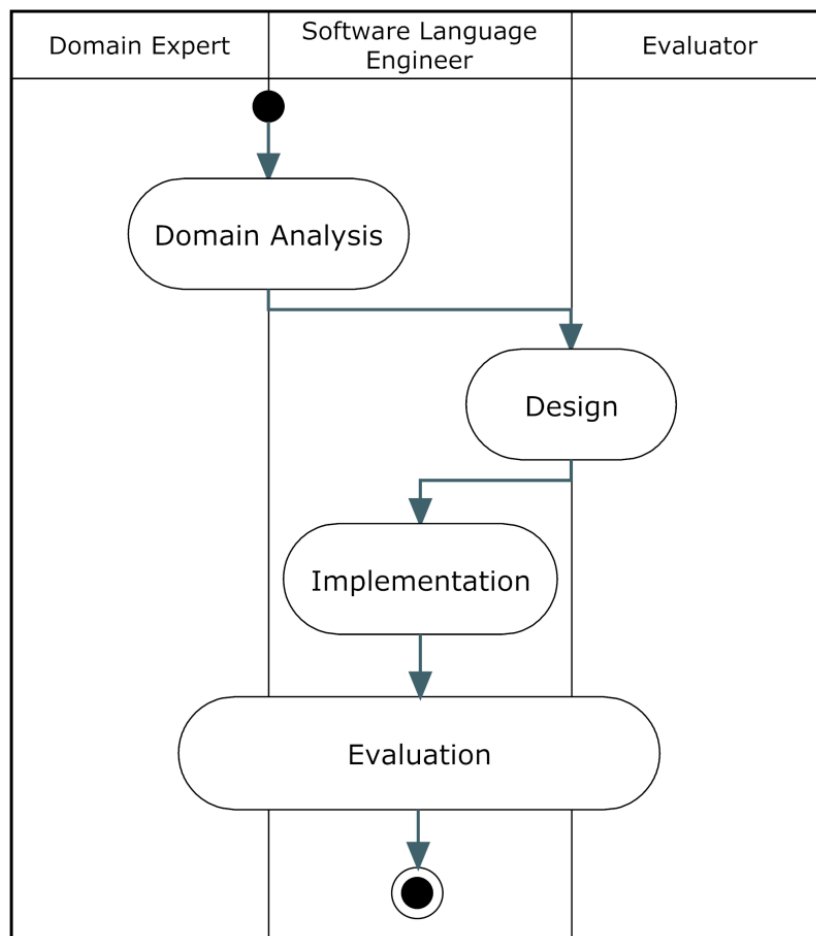 Domain Expert
Software Language
Engineer
Evaluator
Domain Analysis
Design
Implementation
Evaluation